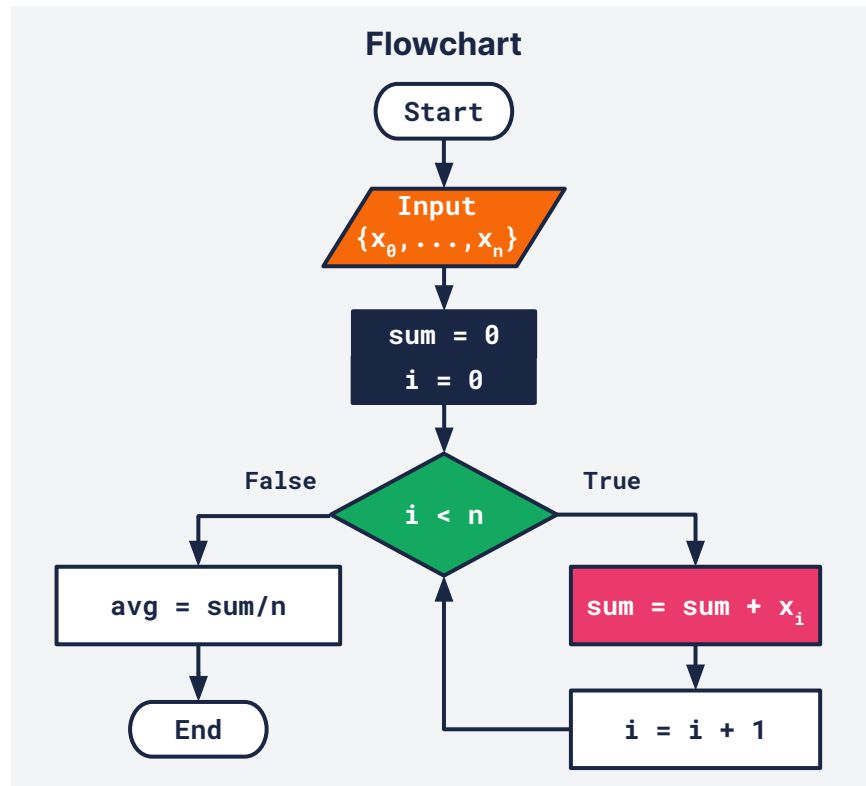 Flowchart
Start
Input
{x₀,...,xₙ}
sum = 0
i = 0
False
True
i < n
avg = sum/n
sum = sum + xᵢ
End
i = i + 1